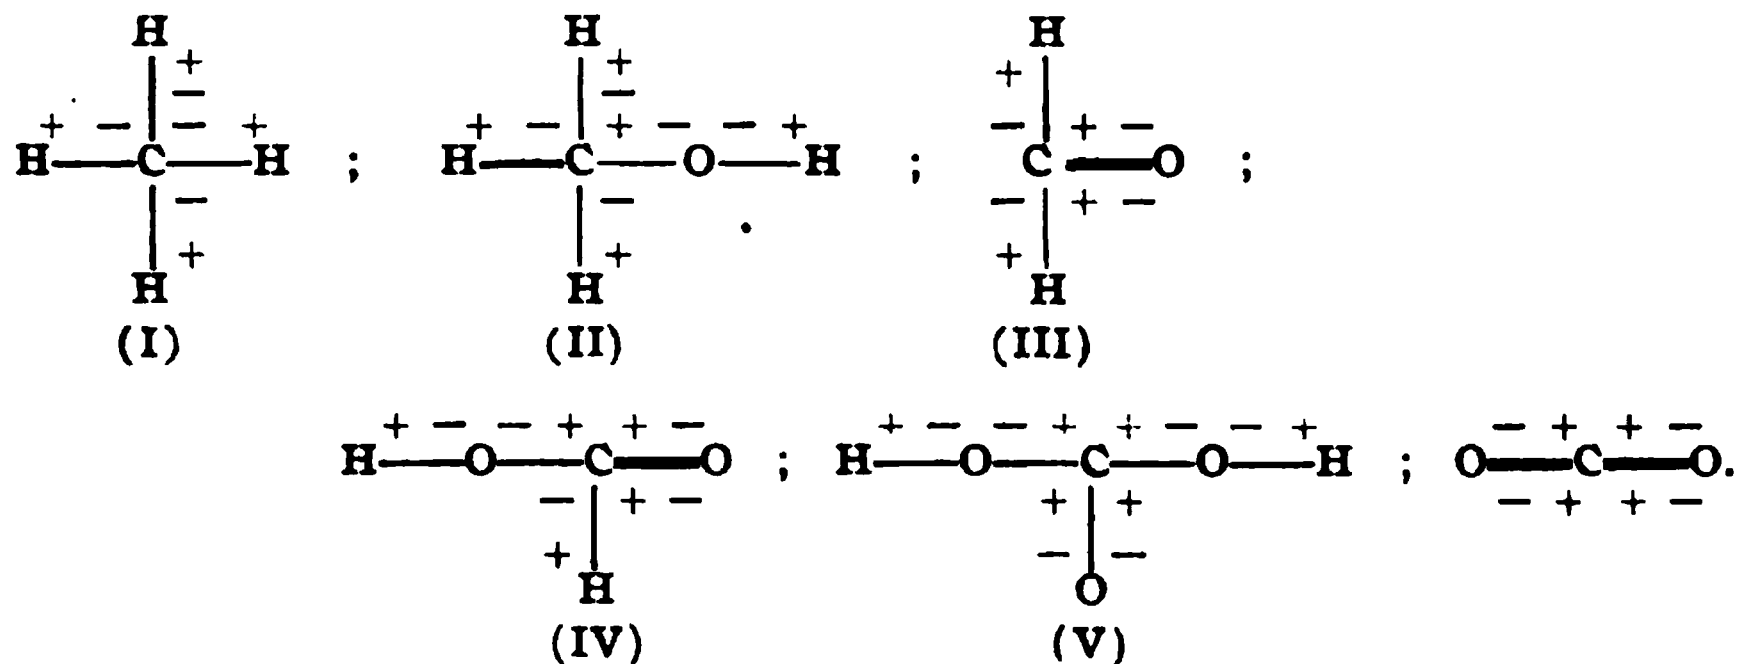 H H H
+ + +
− −
+ − − + + − + − − + − + −
H C H ; H C O H ; C O ;
− − − + −
+ + +
H H H
(I) (II) (III)
+ − − + + − + − − + + − − + − + + −
H O C O ; H O C O H ; O C O.
− + − + + − + + −
+ − −
H O
(IV) (V)